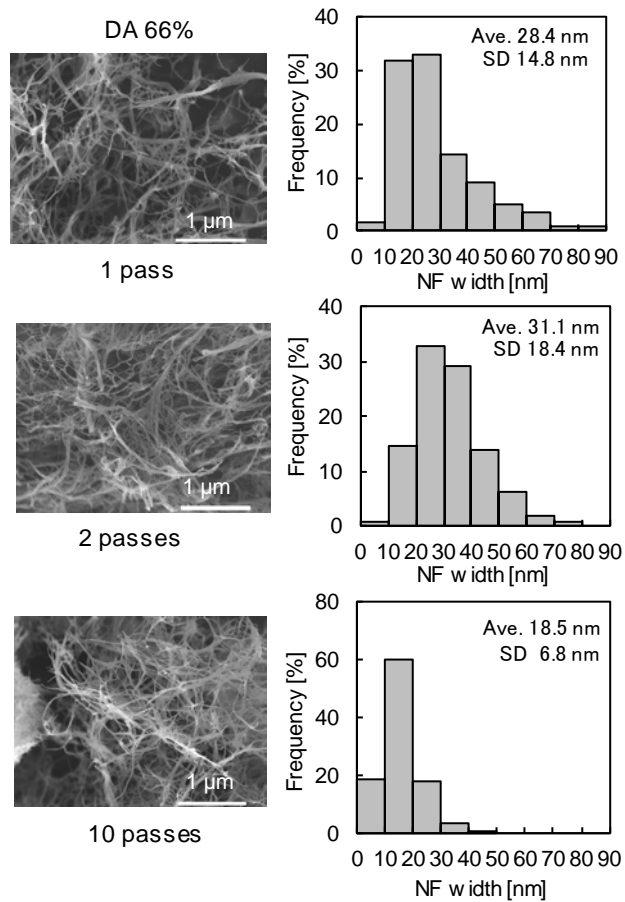 DA 66%
1 µm
1 pass
Frequency [%]
40
30
20
10
0
Ave. 28.4 nm
SD 14.8 nm
0 10 20 30 40 50 60 70 80 90
NF width [nm]
1 µm
2 passes
Frequency [%]
40
30
20
10
0
Ave. 31.1 nm
SD 18.4 nm
0 10 20 30 40 50 60 70 80 90
NF width [nm]
1 µm
10 passes
Frequency [%]
80
60
40
20
0
Ave. 18.5 nm
SD 6.8 nm
0 10 20 30 40 50 60 70 80 90
NF width [nm]